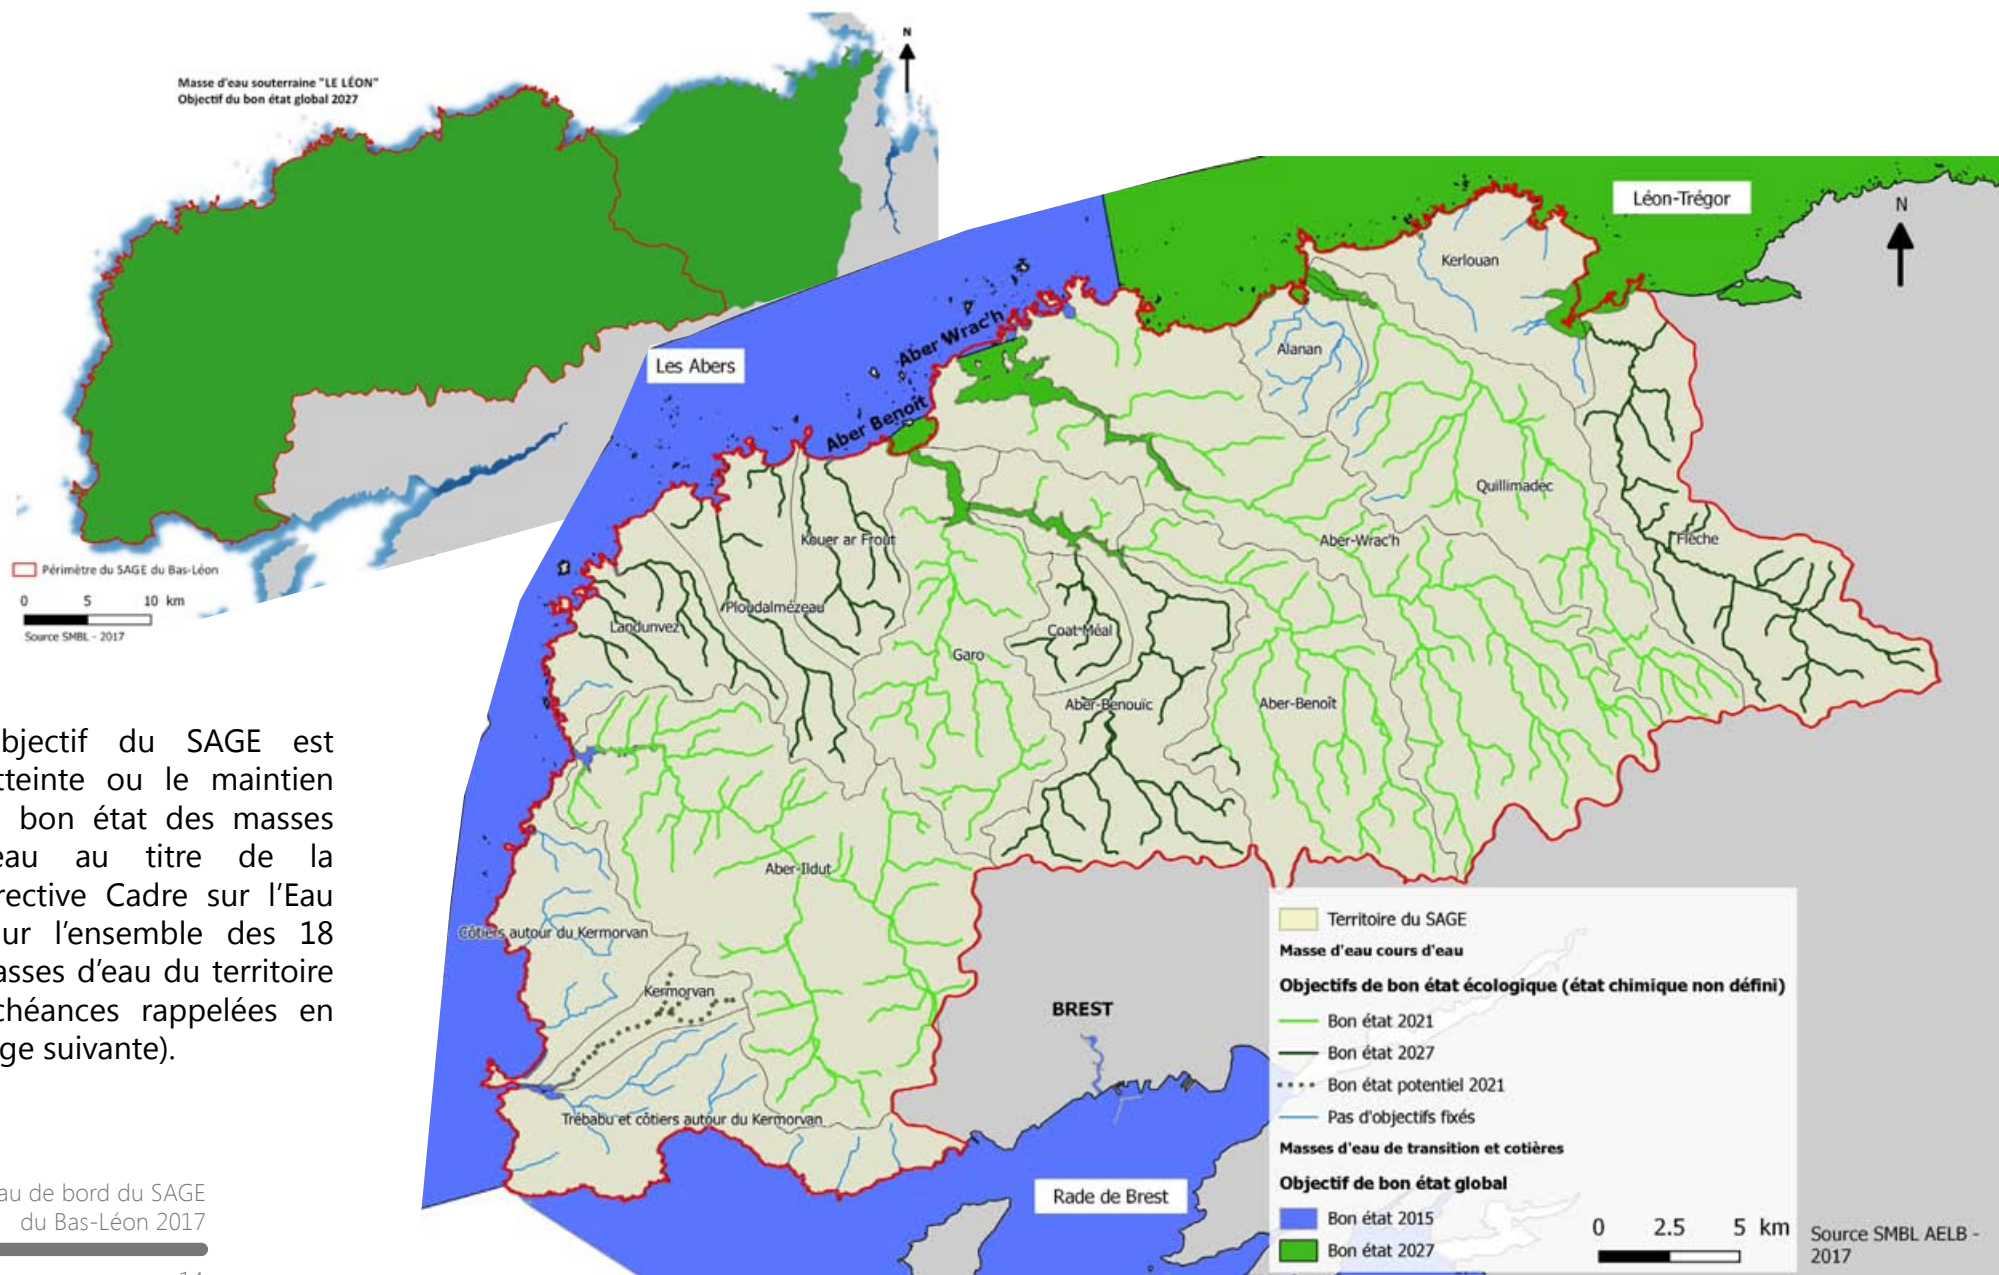 N
Masse d'eau souterraine "LE LÉON"
Objectif du bon état global 2027
Périmètre du SAGE du Bas-Léon
0 5 10 km
Source SMBL - 2017
Léon-Trégor
N
Kerlouan
Les Abers
Aber Wrac'h
Alanan
Aber Benoît
Quillimadec
Kouer ar Frout
Aber-Wrac'h
Flèche
Ploudalmézeau
Landunvez
Coat-Méal
Garo
Aber-Benouïc
Aber-Benoît
Aber-Ildut
Côtiers autour du Kermorvan
Kermorvan
BREST
Trébabu et côtiers autour du Kermorvan
Rade de Brest
bjectif du SAGE est
tteinte ou le maintien
bon état des masses
eau au titre de la
rective Cadre sur l'Eau
ur l'ensemble des 18
asses d'eau du territoire
chéances rappelées en
ge suivante).
au de bord du SAGE
du Bas-Léon 2017
Territoire du SAGE
Masse d'eau cours d'eau
Objectifs de bon état écologique (état chimique non défini)
Bon état 2021
Bon état 2027
Bon état potentiel 2021
Pas d'objectifs fixés
Masses d'eau de transition et cotières
Objectif de bon état global
Bon état 2015
Bon état 2027
0 2.5 5 km
Source SMBL AELB -
2017